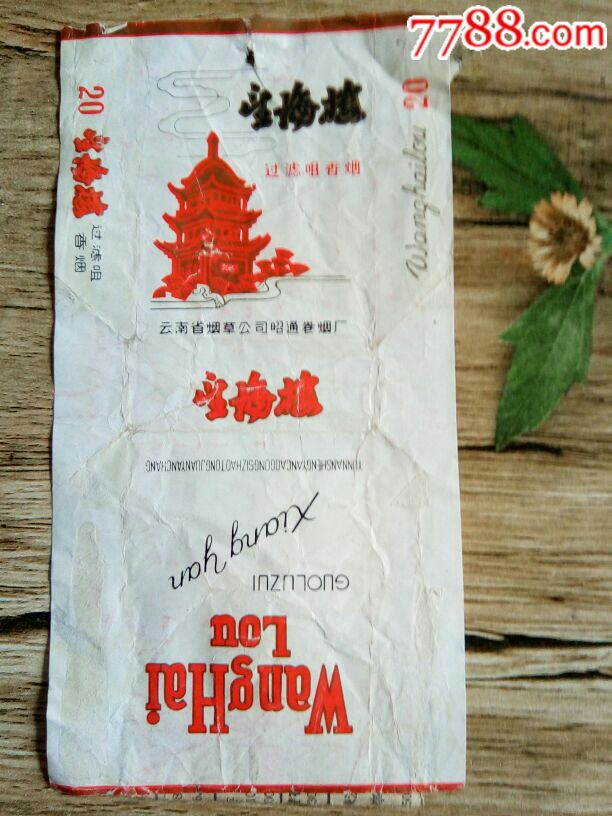 7788.com
望海楼
过滤咀香烟
云南省烟草公司昭通卷烟厂
20
望海楼
过滤咀
香烟
20
Wanghailou
望海楼
YUNNANSHENGYANCAOGONGSIZHAOTONGJUANYANCHANG
Xiang Yan
GUOLUZUI
WangHai
Lou